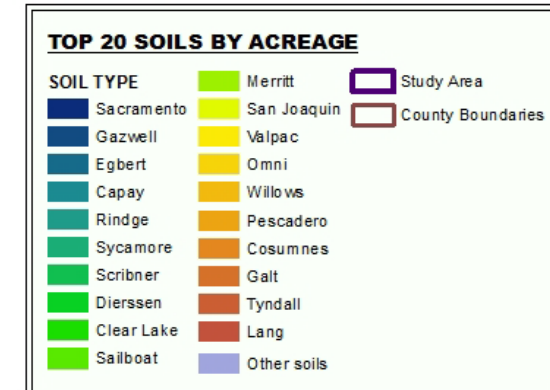 TOP 20 SOILS BY ACREAGE
SOIL TYPE
Sacramento
Gazwell
Egbert
Capay
Rindge
Sycamore
Scribner
Dierssen
Clear Lake
Sailboat
Merritt
San Joaquin
Valpac
Omni
Willows
Pescadero
Cosumnes
Galt
Tyndall
Lang
Other soils
Study Area
County Boundaries